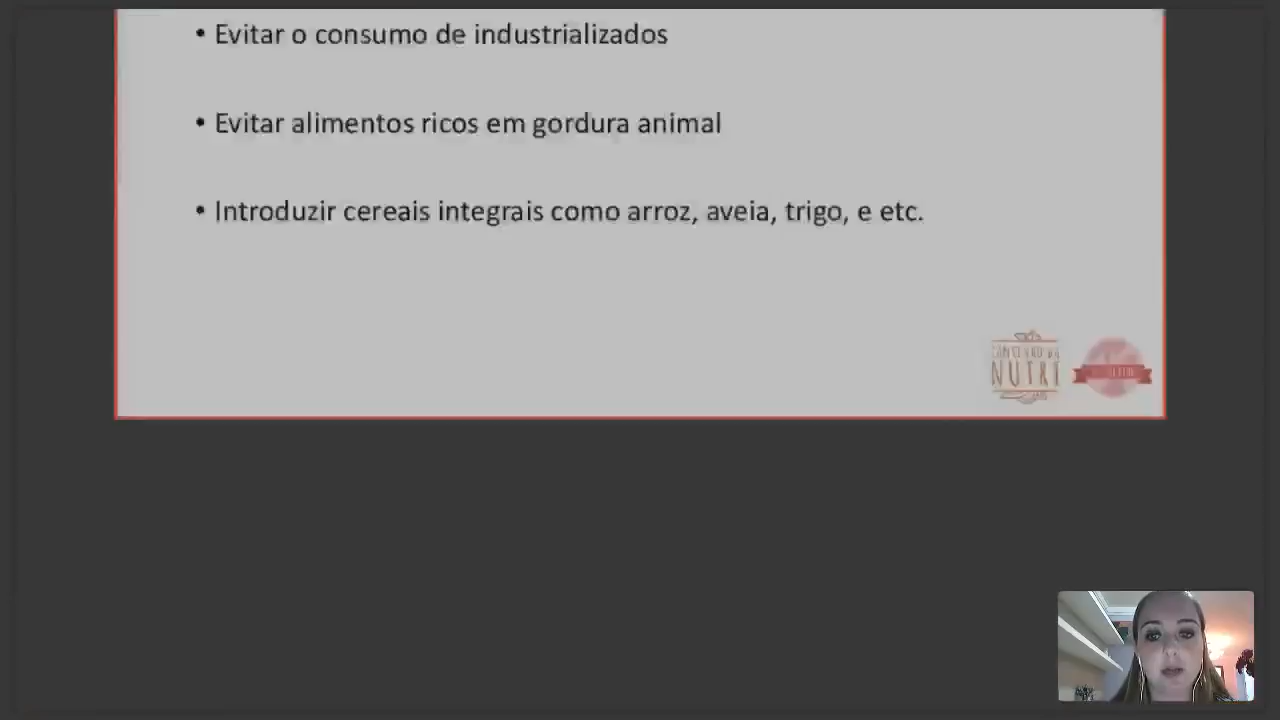 • Evitar o consumo de industrializados
• Evitar alimentos ricos em gordura animal
• Introduzir cereais integrais como arroz, aveia, trigo, e etc.
NUTRI